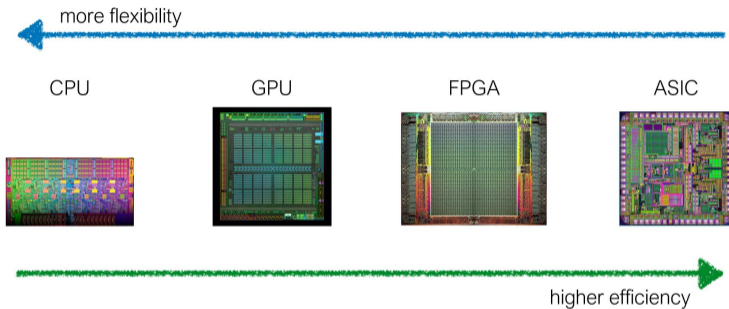 more flexibility
CPU
GPU
FPGA
ASIC
higher efficiency